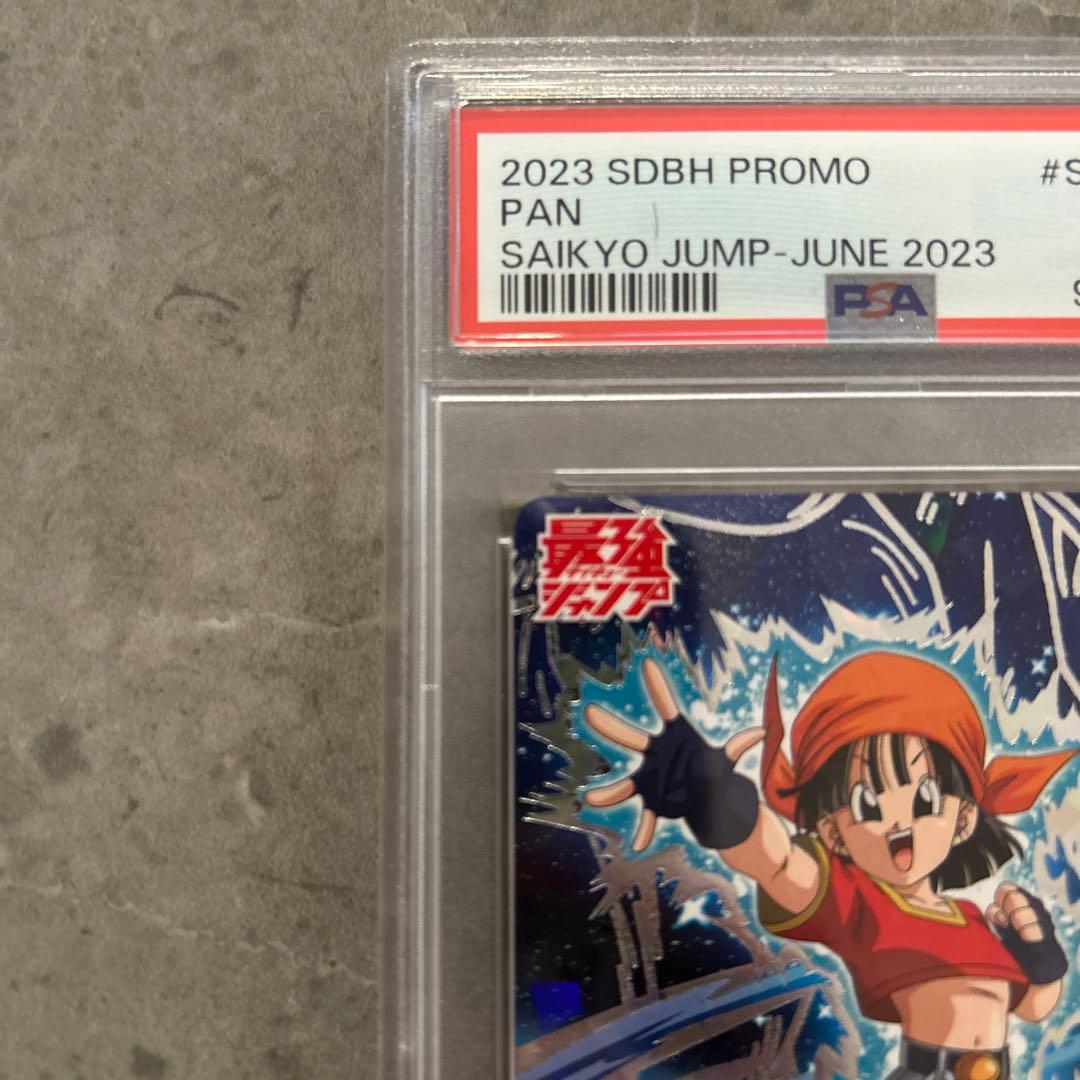 2023 SDBH PROMO #S
PAN
SAIKYO JUMP-JUNE 2023
PSA
最強
ジャンプ